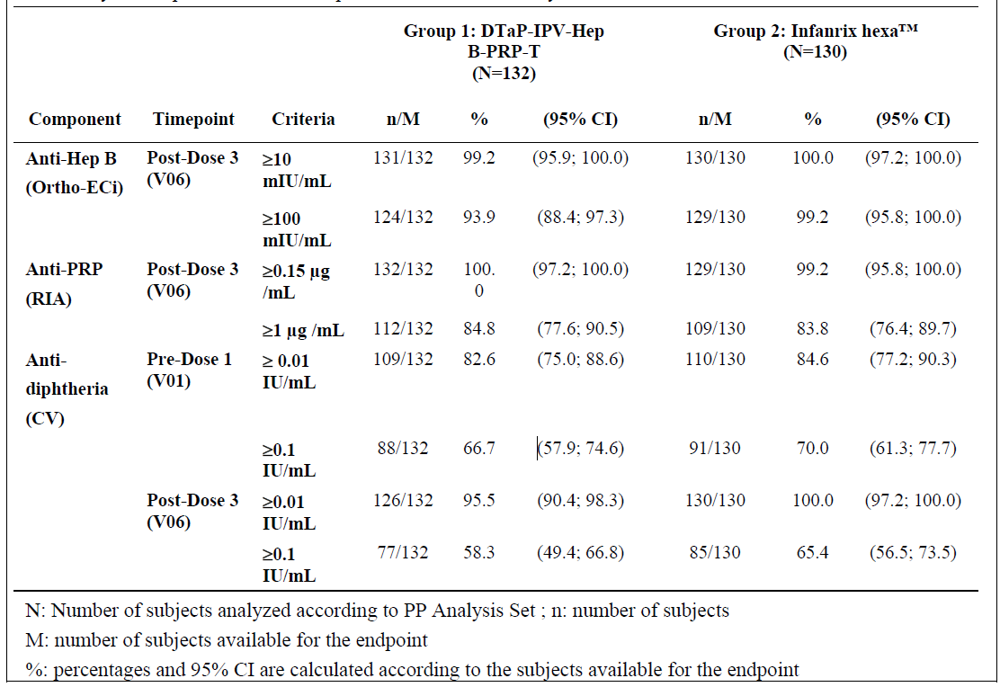 Group 1: DTaP-IPV-Hep Group 2: Infanrix hexa™
B-PRP-T (N=130)
(N=132)
Component Timepoint Criteria n/M % (95% CI) n/M % (95% CI)
Anti-Hep B Post-Dose 3 ≥10 131/132 99.2 (95.9; 100.0) 130/130 100.0 (97.2; 100.0)
(Ortho-ECi) (V06) mIU/mL
≥100 124/132 93.9 (88.4; 97.3) 129/130 99.2 (95.8; 100.0)
mIU/mL
Anti-PRP Post-Dose 3 ≥0.15 µg 132/132 100. (97.2; 100.0) 129/130 99.2 (95.8; 100.0)
(RIA) (V06) /mL 0
≥1 µg /mL 112/132 84.8 (77.6; 90.5) 109/130 83.8 (76.4; 89.7)
Anti- Pre-Dose 1 ≥ 0.01 109/132 82.6 (75.0; 88.6) 110/130 84.6 (77.2; 90.3)
diphtheria (V01) IU/mL
(CV)
≥0.1 88/132 66.7 (57.9; 74.6) 91/130 70.0 (61.3; 77.7)
IU/mL
Post-Dose 3 ≥0.01 126/132 95.5 (90.4; 98.3) 130/130 100.0 (97.2; 100.0)
(V06) IU/mL
≥0.1 77/132 58.3 (49.4; 66.8) 85/130 65.4 (56.5; 73.5)
IU/mL
N: Number of subjects analyzed according to PP Analysis Set ; n: number of subjects
M: number of subjects available for the endpoint
%: percentages and 95% CI are calculated according to the subjects available for the endpoint